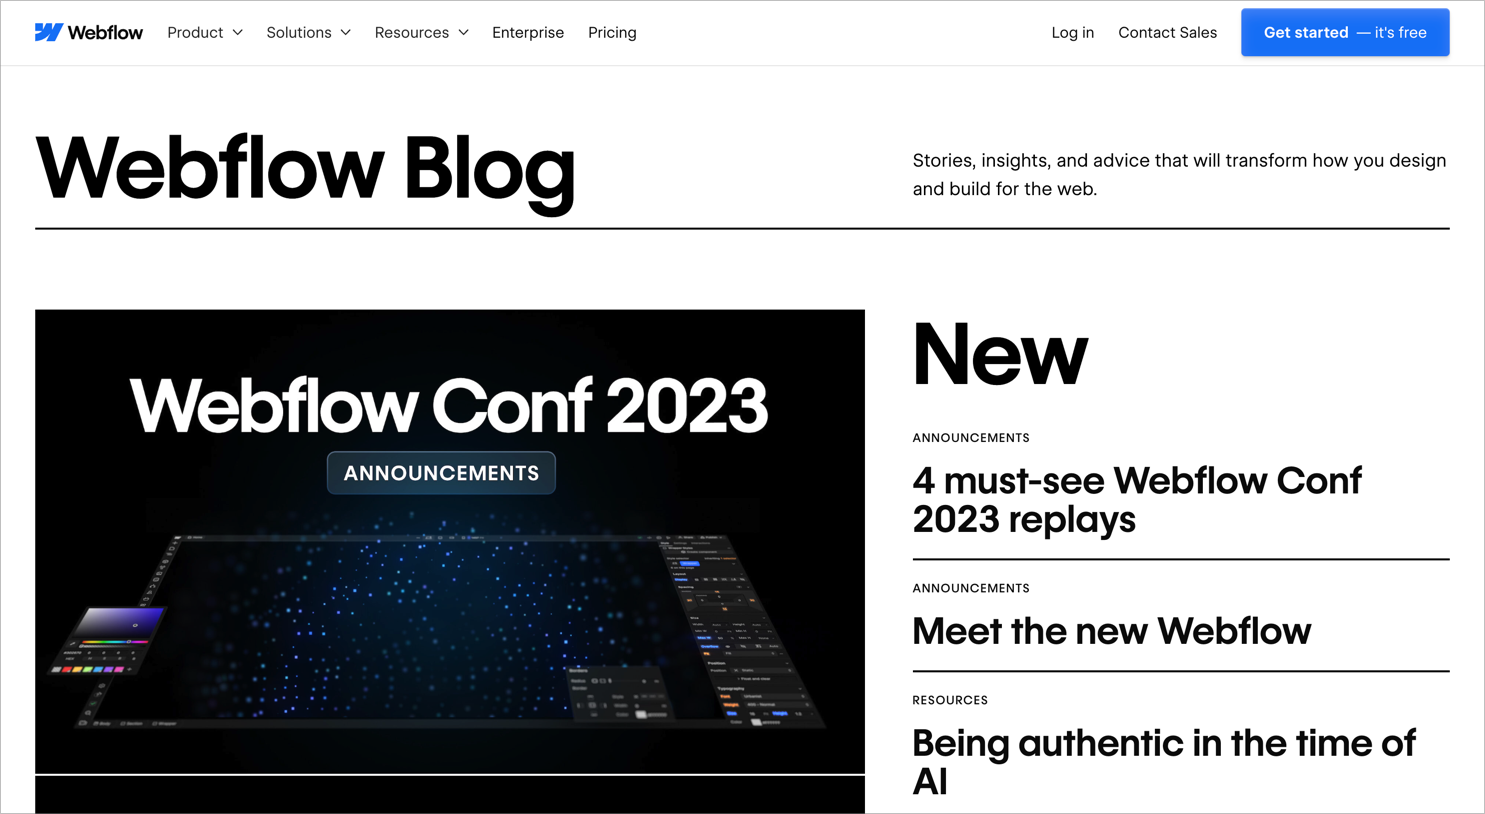 Webflow
Product
Solutions
Resources
Enterprise
Pricing
Log in
Contact Sales
Get started — it's free
Webflow Blog
Stories, insights, and advice that will transform how you design
and build for the web.
Webflow Conf 2023
ANNOUNCEMENTS
New
ANNOUNCEMENTS
4 must-see Webflow Conf
2023 replays
ANNOUNCEMENTS
Meet the new Webflow
RESOURCES
Being authentic in the time of
AI